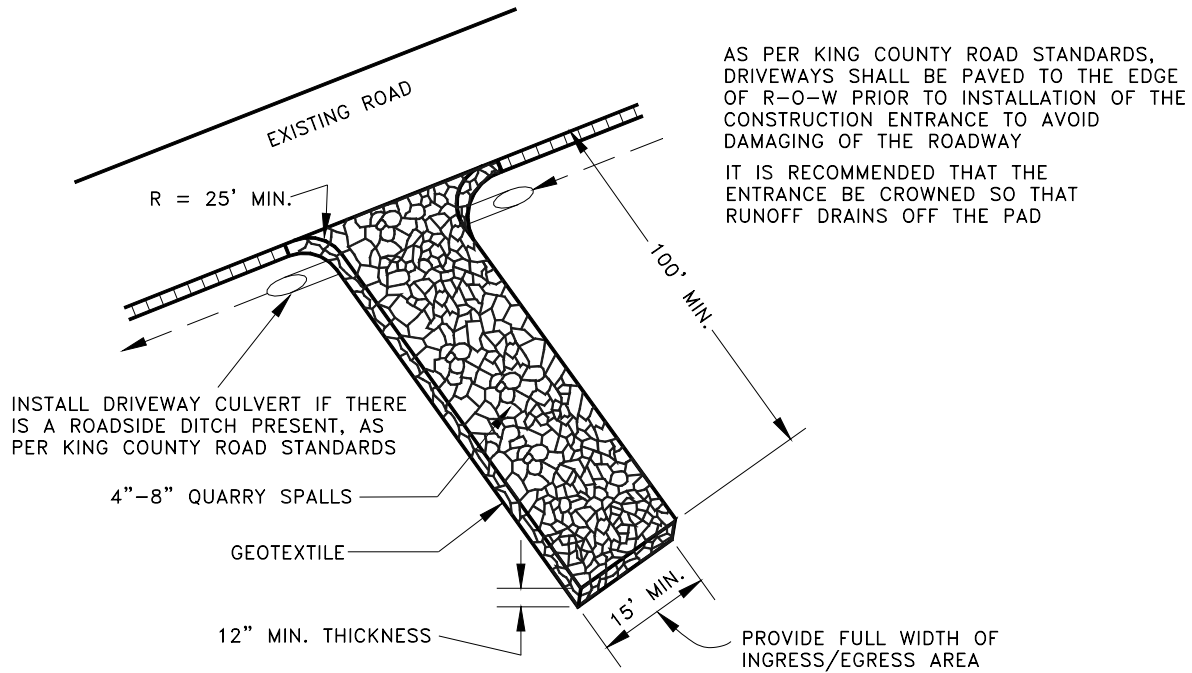 EXISTING ROAD
AS PER KING COUNTY ROAD STANDARDS,
DRIVEWAYS SHALL BE PAVED TO THE EDGE
OF R-O-W PRIOR TO INSTALLATION OF THE
CONSTRUCTION ENTRANCE TO AVOID
DAMAGING OF THE ROADWAY
IT IS RECOMMENDED THAT THE
ENTRANCE BE CROWNED SO THAT
RUNOFF DRAINS OFF THE PAD
R = 25' MIN.
100' MIN.
INSTALL DRIVEWAY CULVERT IF THERE
IS A ROADSIDE DITCH PRESENT, AS
PER KING COUNTY ROAD STANDARDS
4"-8" QUARRY SPALLS
GEOTEXTILE
12" MIN. THICKNESS
15' MIN.
PROVIDE FULL WIDTH OF
INGRESS/EGRESS AREA